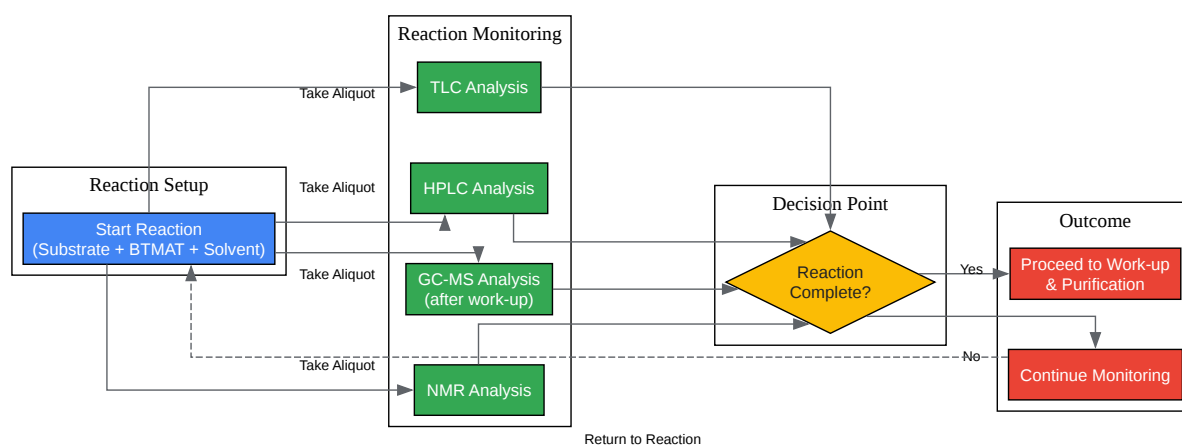 Reaction Monitoring
TLC Analysis
Take Aliquot
Reaction Setup
Start Reaction
(Substrate + BTMAT + Solvent)
Take Aliquot
HPLC Analysis
Take Aliquot
GC-MS Analysis
(after work-up)
Take Aliquot
NMR Analysis
Decision Point
Reaction
Complete?
Yes
No
Outcome
Proceed to Work-up
& Purification
Continue Monitoring
Return to Reaction